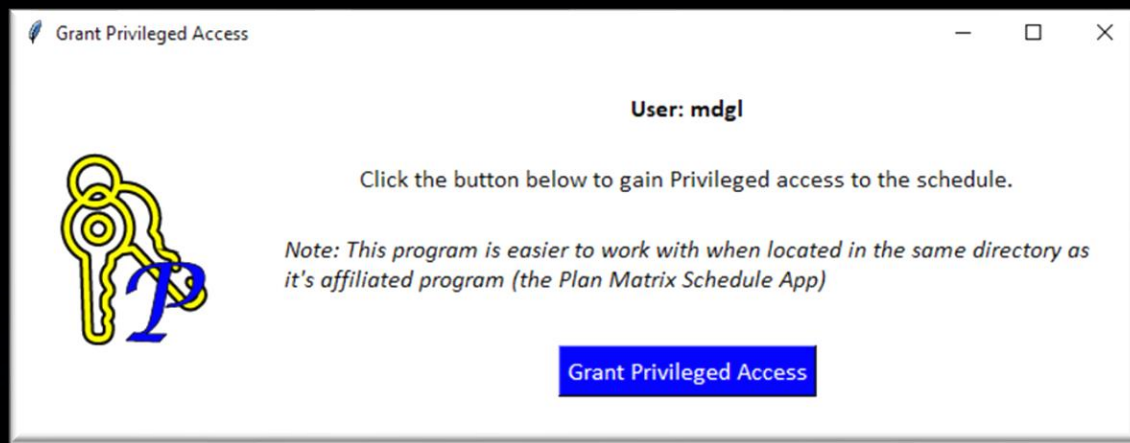 Grant Privileged Access
User: mdgl
Click the button below to gain Privileged access to the schedule.
Note: This program is easier to work with when located in the same directory as
it's affiliated program (the Plan Matrix Schedule App)
P
Grant Privileged Access